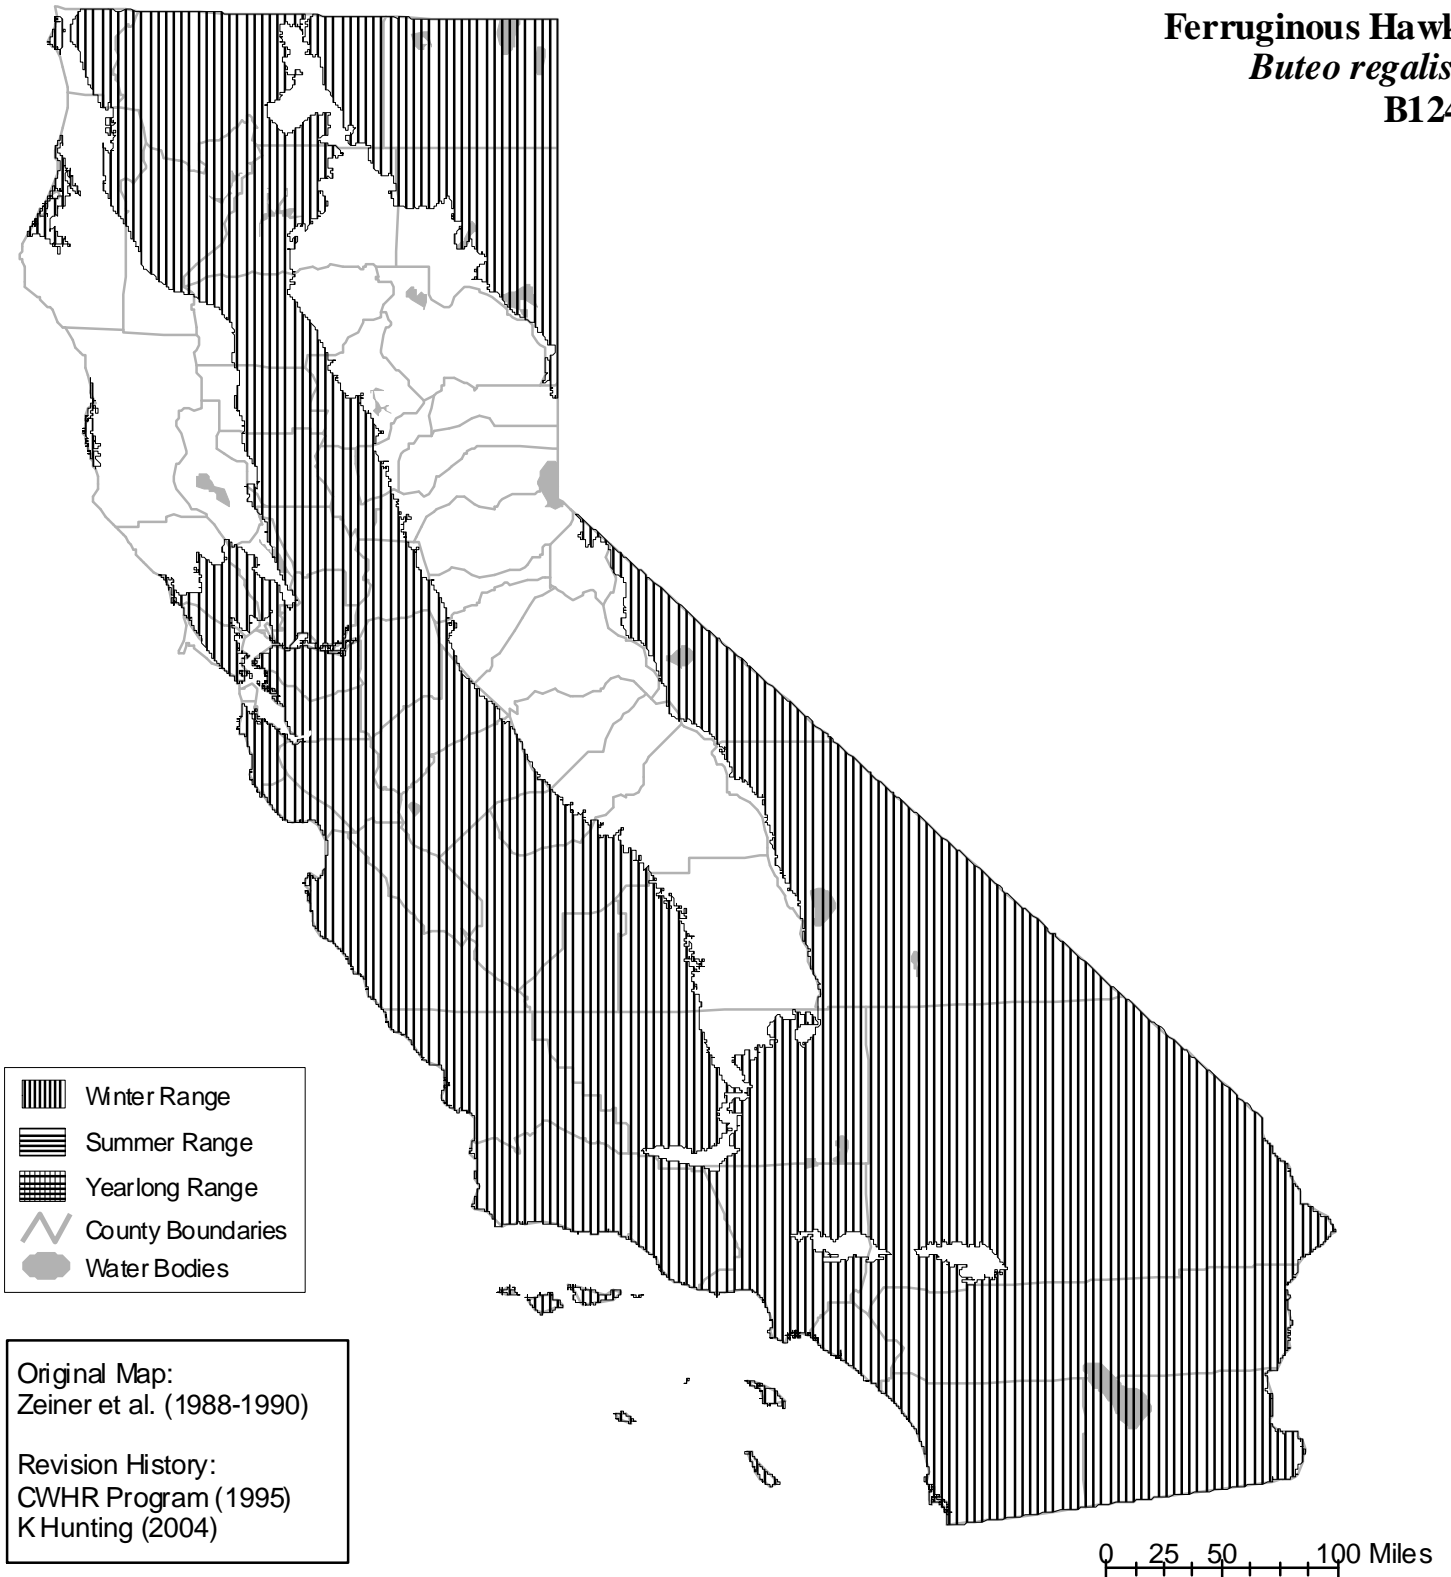 Ferruginous Hawk
Buteo regalis
B124
Winter Range
Summer Range
Yearlong Range
County Boundaries
Water Bodies
Original Map:
Zeiner et al. (1988-1990)
Revision History:
CWHR Program (1995)
K Hunting (2004)
0 25 50 100 Miles